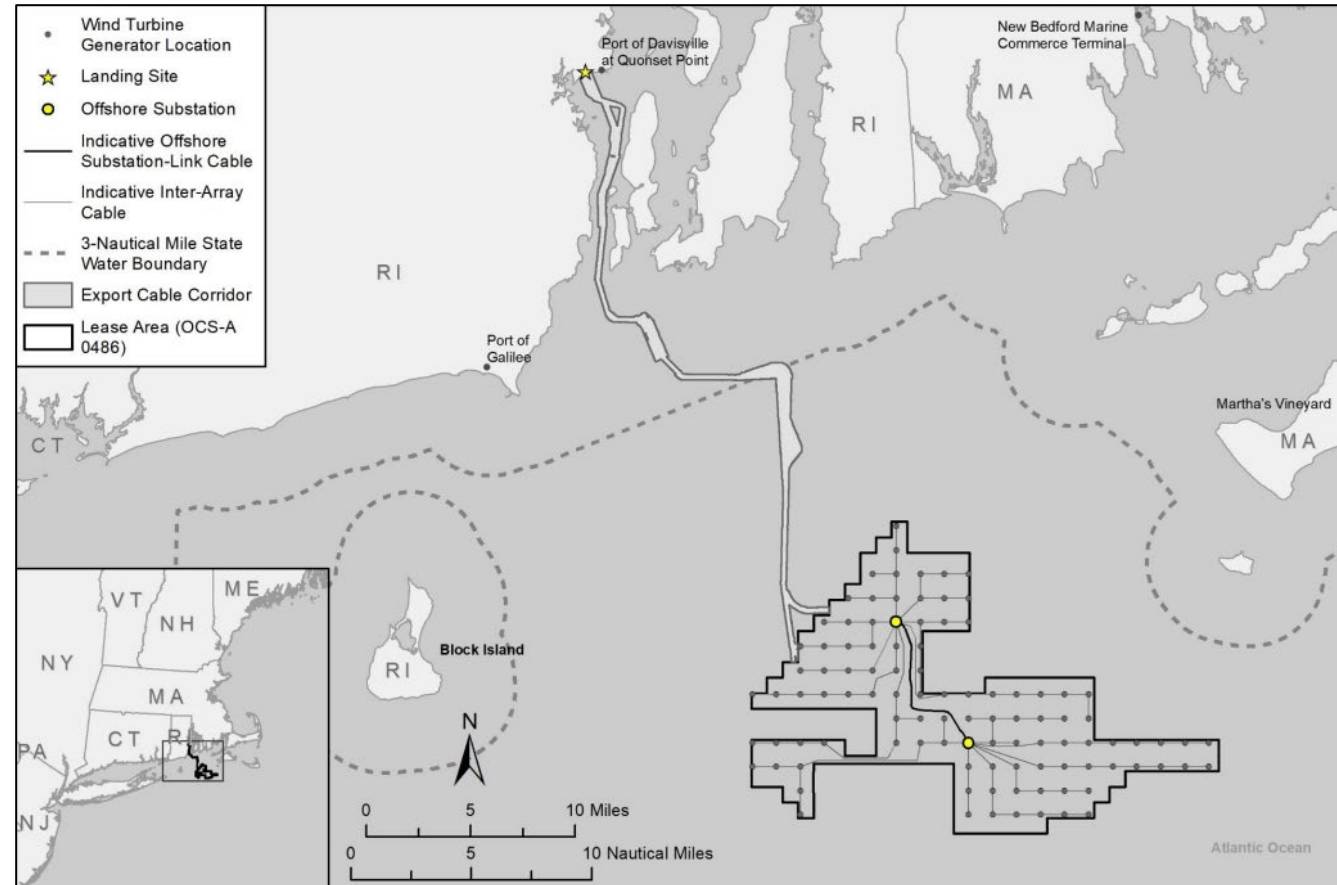 Wind Turbine
Generator Location
Landing Site
Offshore Substation
Indicative Offshore
Substation-Link Cable
Indicative Inter-Array
Cable
3-Nautical Mile State
Water Boundary
Export Cable Corridor
Lease Area (OCS-A
0486)
Port of Davisville
at Quonset Point
New Bedford Marine
Commerce Terminal
MA
RI
RI
Port of
Galilee
Martha's Vineyard
MA
CT
Block Island
RI
N
0 5 10 Miles
0 5 10 Nautical Miles
Atlantic Ocean
ME
VT
NH
NY
MA
CT
R
PA
NJ